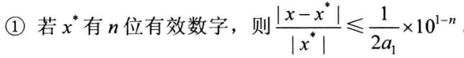 ① 若 x* 有 n 位有效数字，则 |x − x*| / |x*| ≤ 1/(2a₁) × 10^(1−n).